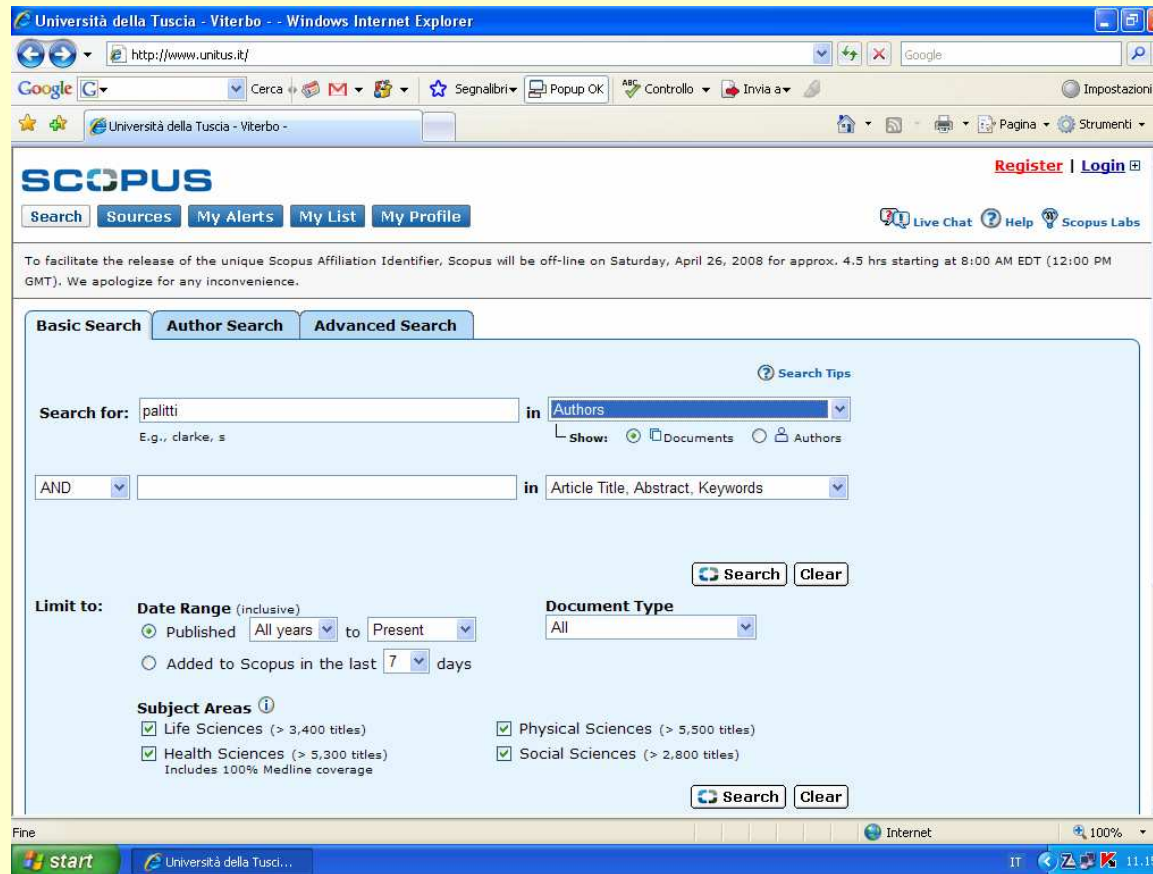 Università della Tuscia - Viterbo - - Windows Internet Explorer
http://www.unitus.it/
Google
Google G Cerca Segnalibri Popup OK ABC Controllo Invia a Impostazioni
Università della Tuscia - Viterbo - Pagina Strumenti
Register | Login
SCOPUS
Search Sources My Alerts My List My Profile
Live Chat Help Scopus Labs
To facilitate the release of the unique Scopus Affiliation Identifier, Scopus will be off-line on Saturday, April 26, 2008 for approx. 4.5 hrs starting at 8:00 AM EDT (12:00 PM
GMT). We apologize for any inconvenience.
Basic Search Author Search Advanced Search
Search Tips
Search for: palitti in Authors
E.g., clarke, s Show: Documents Authors
AND in Article Title, Abstract, Keywords
Search Clear
Limit to: Date Range (inclusive) Document Type
Published All years to Present All
Added to Scopus in the last 7 days
Subject Areas
Life Sciences (> 3,400 titles) Physical Sciences (> 5,500 titles)
Health Sciences (> 5,300 titles) Social Sciences (> 2,800 titles)
Includes 100% Medline coverage
Search Clear
Fine Internet 100%
start Università della Tusci... IT